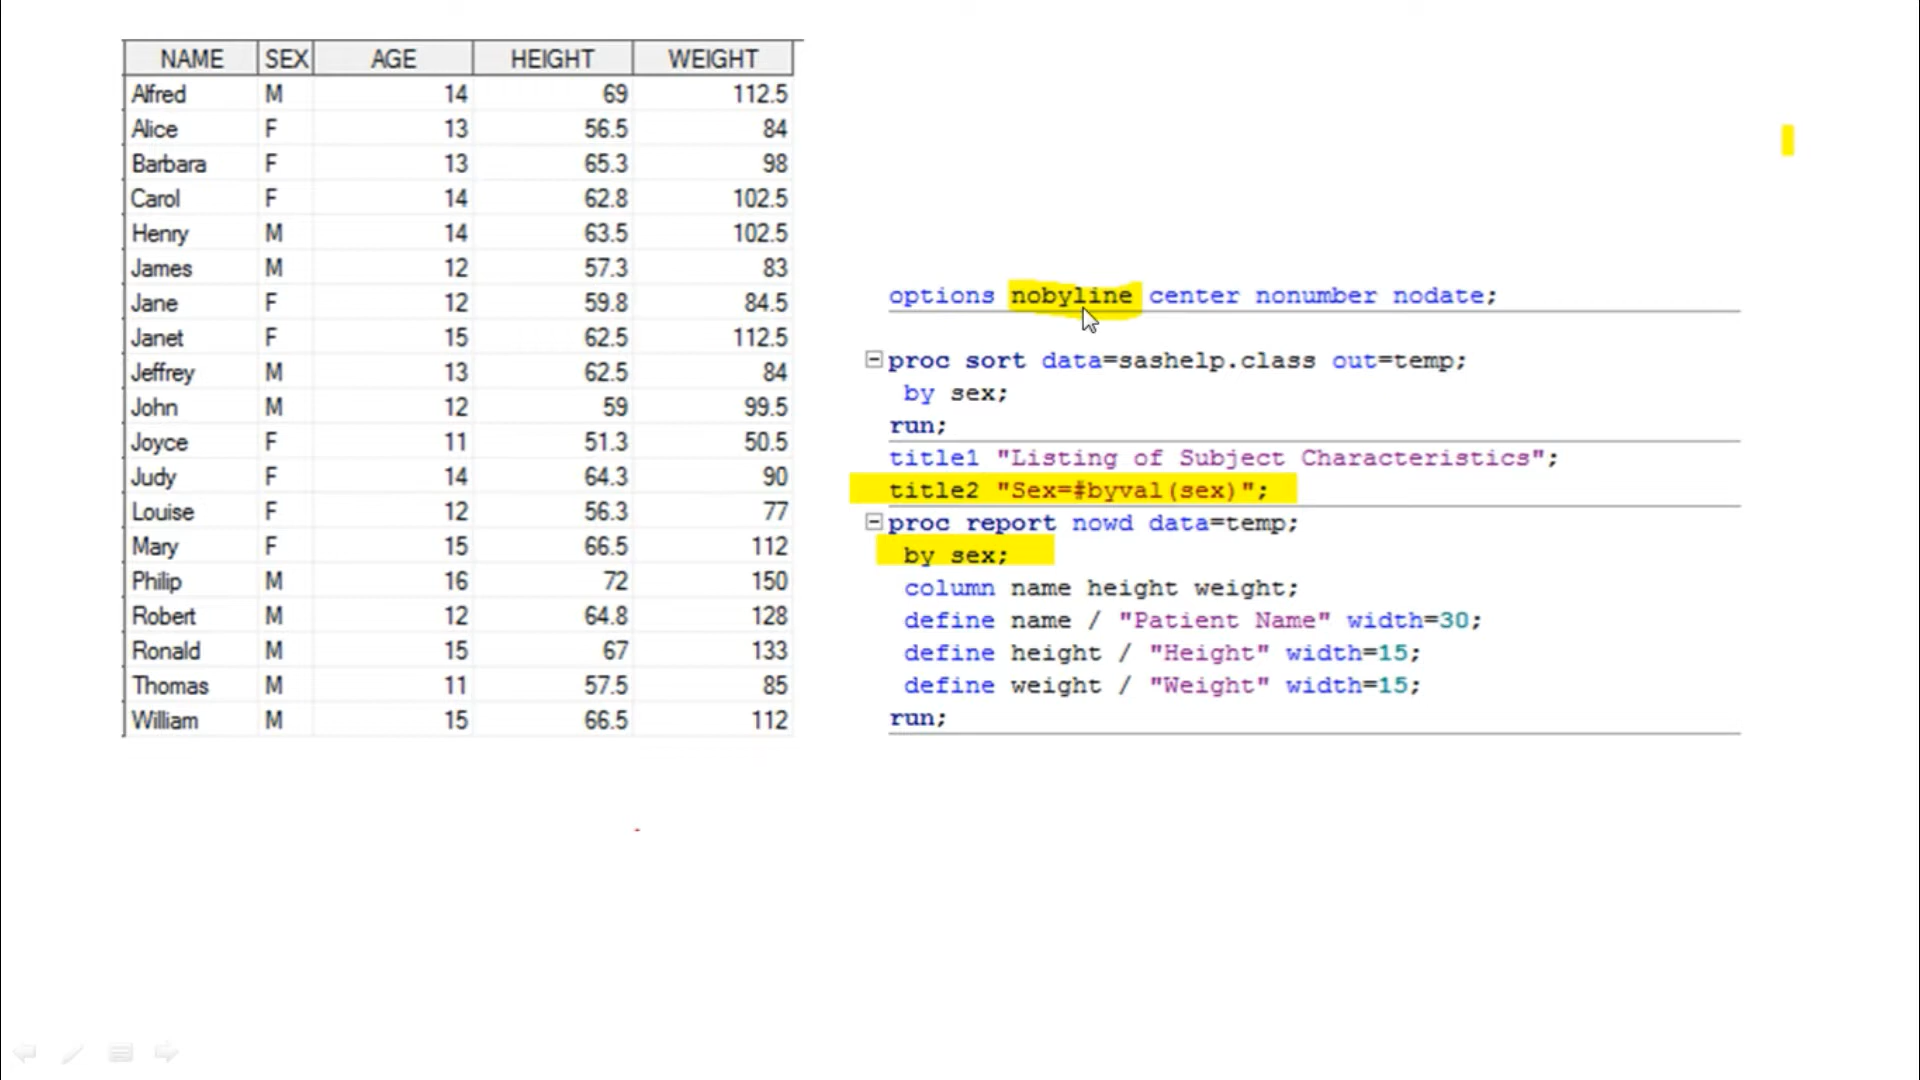 NAME SEX AGE HEIGHT WEIGHT
Alfred M 14 69 112.5
Alice F 13 56.5 84
Barbara F 13 65.3 98
Carol F 14 62.8 102.5
Henry M 14 63.5 102.5
James M 12 57.3 83
Jane F 12 59.8 84.5
Janet F 15 62.5 112.5
Jeffrey M 13 62.5 84
John M 12 59 99.5
Joyce F 11 51.3 50.5
Judy F 14 64.3 90
Louise F 12 56.3 77
Mary F 15 66.5 112
Philip M 16 72 150
Robert M 12 64.8 128
Ronald M 15 67 133
Thomas M 11 57.5 85
William M 15 66.5 112
options nobyline center nonumber nodate;
proc sort data=sashelp.class out=temp;
by sex;
run;
title1 "Listing of Subject Characteristics";
title2 "Sex=#byval(sex)";
proc report nowd data=temp;
by sex;
column name height weight;
define name / "Patient Name" width=30;
define height / "Height" width=15;
define weight / "Weight" width=15;
run;